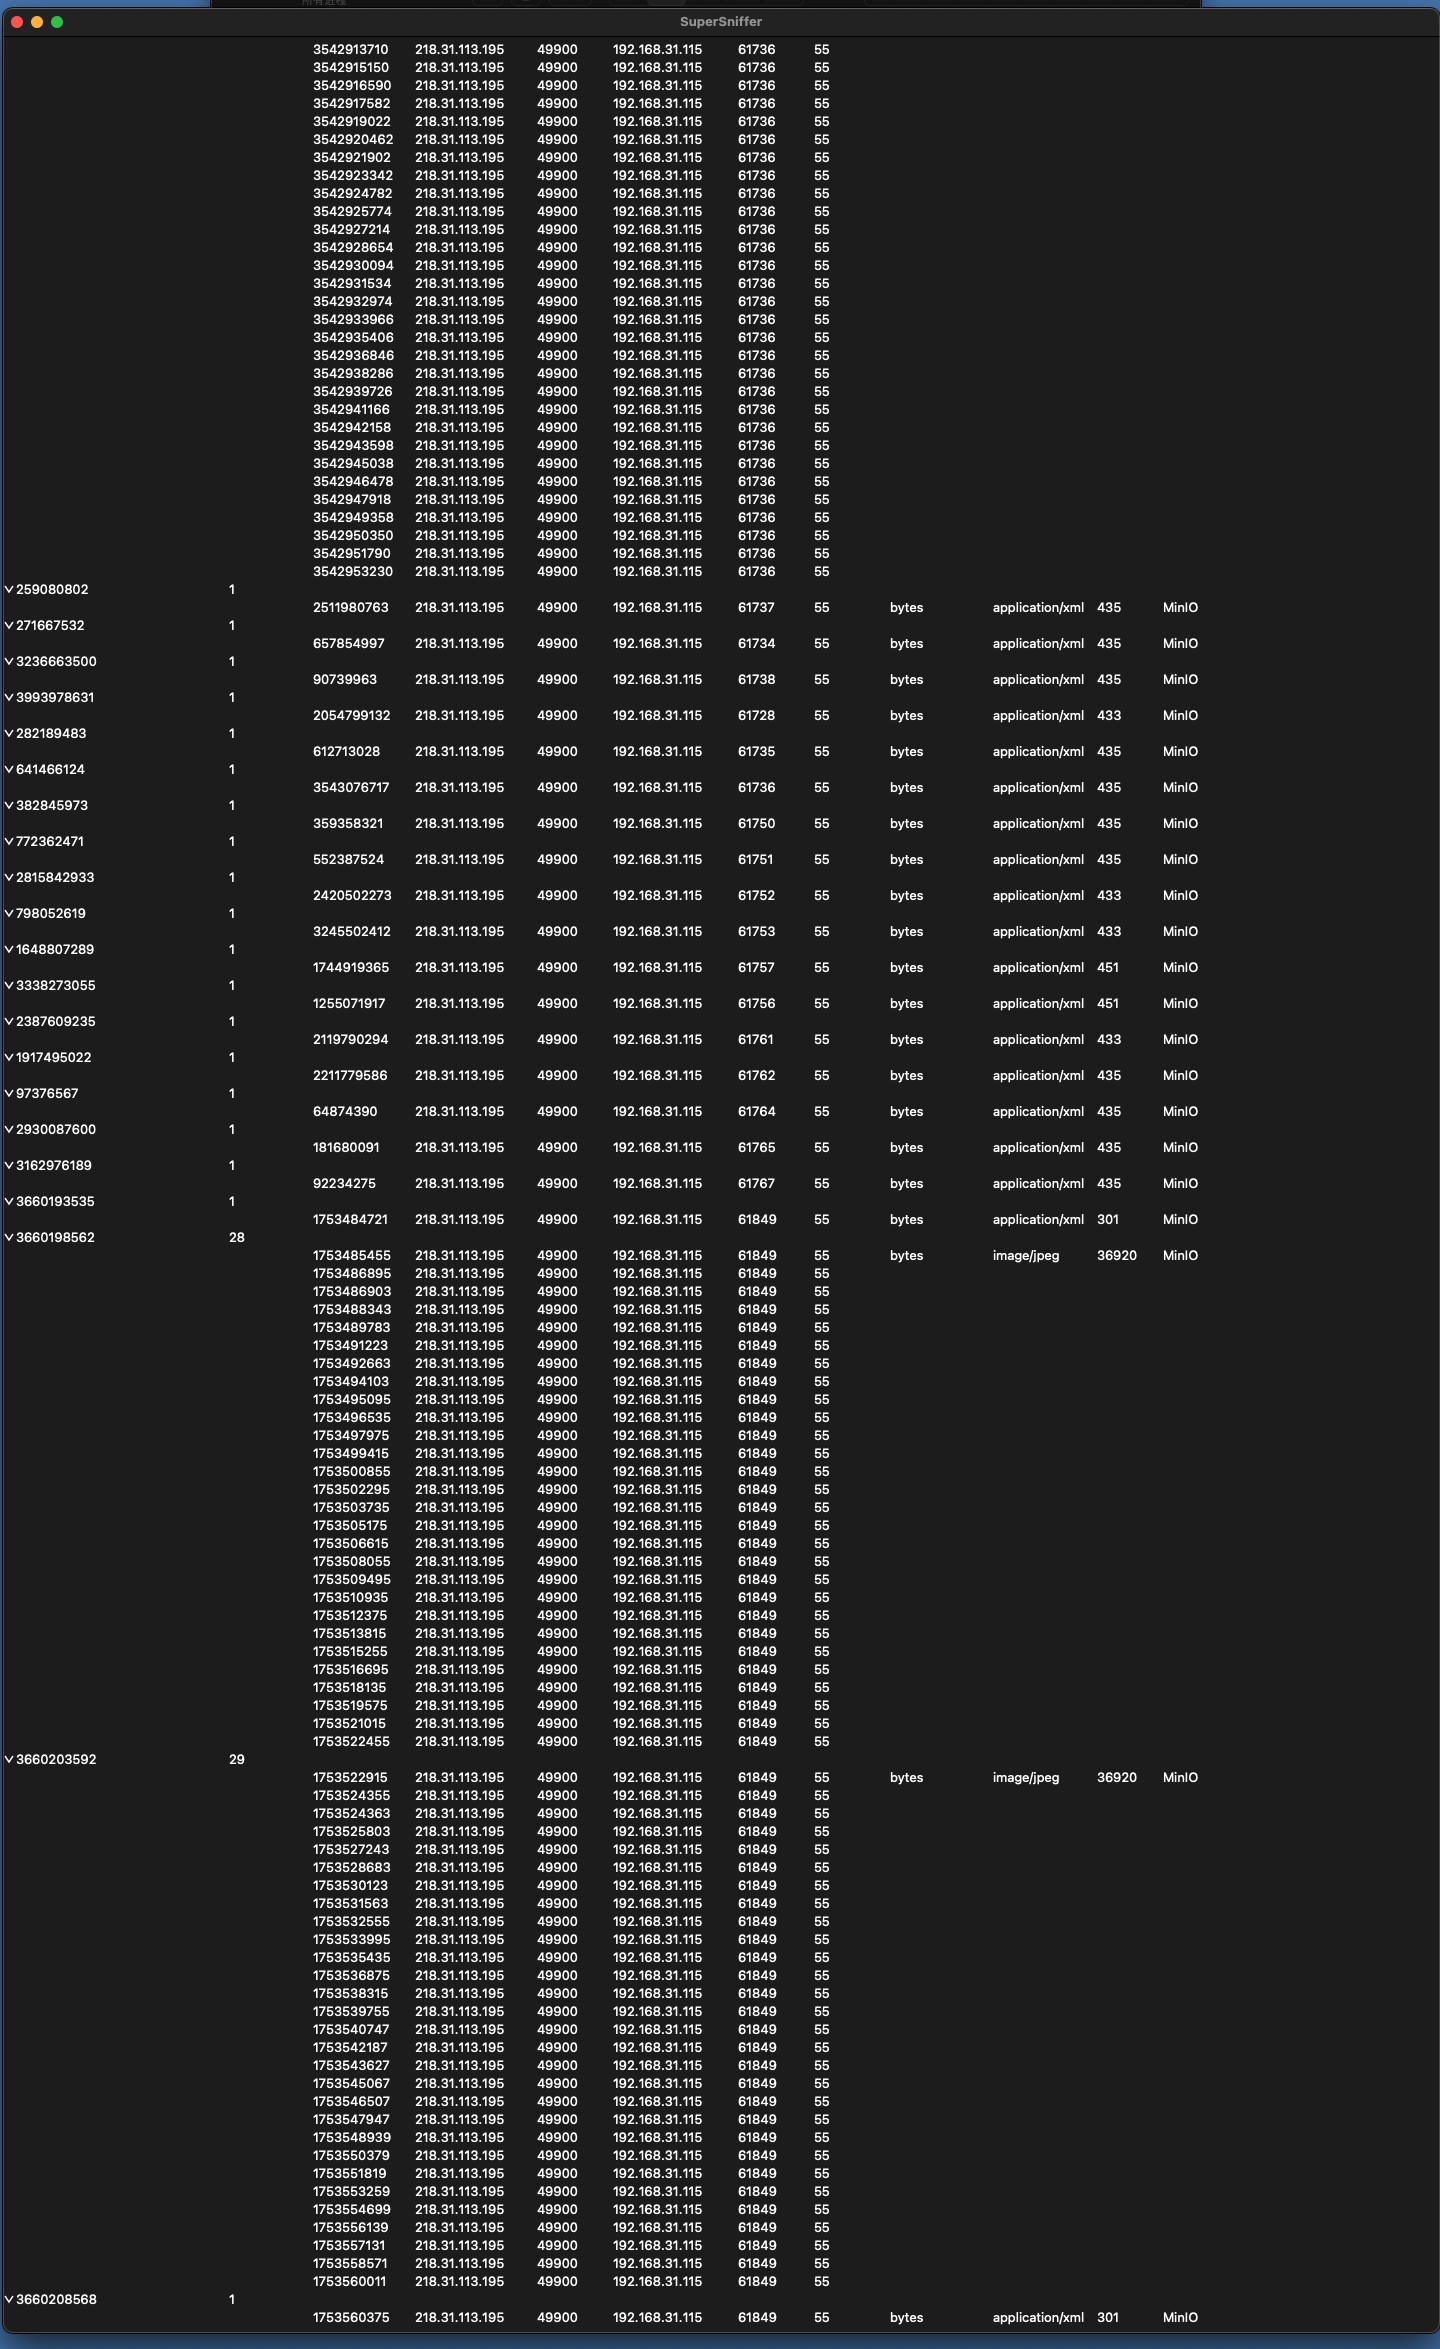 所有进程
SuperSniffer
3542913710 218.31.113.195 49900 192.168.31.115 61736 55
3542915150 218.31.113.195 49900 192.168.31.115 61736 55
3542916590 218.31.113.195 49900 192.168.31.115 61736 55
3542917582 218.31.113.195 49900 192.168.31.115 61736 55
3542919022 218.31.113.195 49900 192.168.31.115 61736 55
3542920462 218.31.113.195 49900 192.168.31.115 61736 55
3542921902 218.31.113.195 49900 192.168.31.115 61736 55
3542923342 218.31.113.195 49900 192.168.31.115 61736 55
3542924782 218.31.113.195 49900 192.168.31.115 61736 55
3542925774 218.31.113.195 49900 192.168.31.115 61736 55
3542927214 218.31.113.195 49900 192.168.31.115 61736 55
3542928654 218.31.113.195 49900 192.168.31.115 61736 55
3542930094 218.31.113.195 49900 192.168.31.115 61736 55
3542931534 218.31.113.195 49900 192.168.31.115 61736 55
3542932974 218.31.113.195 49900 192.168.31.115 61736 55
3542933966 218.31.113.195 49900 192.168.31.115 61736 55
3542935406 218.31.113.195 49900 192.168.31.115 61736 55
3542936846 218.31.113.195 49900 192.168.31.115 61736 55
3542938286 218.31.113.195 49900 192.168.31.115 61736 55
3542939726 218.31.113.195 49900 192.168.31.115 61736 55
3542941166 218.31.113.195 49900 192.168.31.115 61736 55
3542942158 218.31.113.195 49900 192.168.31.115 61736 55
3542943598 218.31.113.195 49900 192.168.31.115 61736 55
3542945038 218.31.113.195 49900 192.168.31.115 61736 55
3542946478 218.31.113.195 49900 192.168.31.115 61736 55
3542947918 218.31.113.195 49900 192.168.31.115 61736 55
3542949358 218.31.113.195 49900 192.168.31.115 61736 55
3542950350 218.31.113.195 49900 192.168.31.115 61736 55
3542951790 218.31.113.195 49900 192.168.31.115 61736 55
3542953230 218.31.113.195 49900 192.168.31.115 61736 55
259080802 1
2511980763 218.31.113.195 49900 192.168.31.115 61737 55 bytes application/xml 435 MinIO
271667532 1
657854997 218.31.113.195 49900 192.168.31.115 61734 55 bytes application/xml 435 MinIO
3236663500 1
90739963 218.31.113.195 49900 192.168.31.115 61738 55 bytes application/xml 435 MinIO
3993978631 1
2054799132 218.31.113.195 49900 192.168.31.115 61728 55 bytes application/xml 433 MinIO
282189483 1
612713028 218.31.113.195 49900 192.168.31.115 61735 55 bytes application/xml 435 MinIO
641466124 1
3543076717 218.31.113.195 49900 192.168.31.115 61736 55 bytes application/xml 435 MinIO
382845973 1
359358321 218.31.113.195 49900 192.168.31.115 61750 55 bytes application/xml 435 MinIO
772362471 1
552387524 218.31.113.195 49900 192.168.31.115 61751 55 bytes application/xml 435 MinIO
2815842933 1
2420502273 218.31.113.195 49900 192.168.31.115 61752 55 bytes application/xml 433 MinIO
798052619 1
3245502412 218.31.113.195 49900 192.168.31.115 61753 55 bytes application/xml 433 MinIO
1648807289 1
1744919365 218.31.113.195 49900 192.168.31.115 61757 55 bytes application/xml 451 MinIO
3338273055 1
1255071917 218.31.113.195 49900 192.168.31.115 61756 55 bytes application/xml 451 MinIO
2387609235 1
2119790294 218.31.113.195 49900 192.168.31.115 61761 55 bytes application/xml 433 MinIO
1917495022 1
2211779586 218.31.113.195 49900 192.168.31.115 61762 55 bytes application/xml 435 MinIO
97376567 1
64874390 218.31.113.195 49900 192.168.31.115 61764 55 bytes application/xml 435 MinIO
2930087600 1
181680091 218.31.113.195 49900 192.168.31.115 61765 55 bytes application/xml 435 MinIO
3162976189 1
92234275 218.31.113.195 49900 192.168.31.115 61767 55 bytes application/xml 435 MinIO
3660193535 1
1753484721 218.31.113.195 49900 192.168.31.115 61849 55 bytes application/xml 301 MinIO
3660198562 28
1753485455 218.31.113.195 49900 192.168.31.115 61849 55 bytes image/jpeg 36920 MinIO
1753486895 218.31.113.195 49900 192.168.31.115 61849 55
1753486903 218.31.113.195 49900 192.168.31.115 61849 55
1753488343 218.31.113.195 49900 192.168.31.115 61849 55
1753489783 218.31.113.195 49900 192.168.31.115 61849 55
1753491223 218.31.113.195 49900 192.168.31.115 61849 55
1753492663 218.31.113.195 49900 192.168.31.115 61849 55
1753494103 218.31.113.195 49900 192.168.31.115 61849 55
1753495095 218.31.113.195 49900 192.168.31.115 61849 55
1753496535 218.31.113.195 49900 192.168.31.115 61849 55
1753497975 218.31.113.195 49900 192.168.31.115 61849 55
1753499415 218.31.113.195 49900 192.168.31.115 61849 55
1753500855 218.31.113.195 49900 192.168.31.115 61849 55
1753502295 218.31.113.195 49900 192.168.31.115 61849 55
1753503735 218.31.113.195 49900 192.168.31.115 61849 55
1753505175 218.31.113.195 49900 192.168.31.115 61849 55
1753506615 218.31.113.195 49900 192.168.31.115 61849 55
1753508055 218.31.113.195 49900 192.168.31.115 61849 55
1753509495 218.31.113.195 49900 192.168.31.115 61849 55
1753510935 218.31.113.195 49900 192.168.31.115 61849 55
1753512375 218.31.113.195 49900 192.168.31.115 61849 55
1753513815 218.31.113.195 49900 192.168.31.115 61849 55
1753515255 218.31.113.195 49900 192.168.31.115 61849 55
1753516695 218.31.113.195 49900 192.168.31.115 61849 55
1753518135 218.31.113.195 49900 192.168.31.115 61849 55
1753519575 218.31.113.195 49900 192.168.31.115 61849 55
1753521015 218.31.113.195 49900 192.168.31.115 61849 55
1753522455 218.31.113.195 49900 192.168.31.115 61849 55
3660203592 29
1753522915 218.31.113.195 49900 192.168.31.115 61849 55 bytes image/jpeg 36920 MinIO
1753524355 218.31.113.195 49900 192.168.31.115 61849 55
1753524363 218.31.113.195 49900 192.168.31.115 61849 55
1753525803 218.31.113.195 49900 192.168.31.115 61849 55
1753527243 218.31.113.195 49900 192.168.31.115 61849 55
1753528683 218.31.113.195 49900 192.168.31.115 61849 55
1753530123 218.31.113.195 49900 192.168.31.115 61849 55
1753531563 218.31.113.195 49900 192.168.31.115 61849 55
1753532555 218.31.113.195 49900 192.168.31.115 61849 55
1753533995 218.31.113.195 49900 192.168.31.115 61849 55
1753535435 218.31.113.195 49900 192.168.31.115 61849 55
1753536875 218.31.113.195 49900 192.168.31.115 61849 55
1753538315 218.31.113.195 49900 192.168.31.115 61849 55
1753539755 218.31.113.195 49900 192.168.31.115 61849 55
1753540747 218.31.113.195 49900 192.168.31.115 61849 55
1753542187 218.31.113.195 49900 192.168.31.115 61849 55
1753543627 218.31.113.195 49900 192.168.31.115 61849 55
1753545067 218.31.113.195 49900 192.168.31.115 61849 55
1753546507 218.31.113.195 49900 192.168.31.115 61849 55
1753547947 218.31.113.195 49900 192.168.31.115 61849 55
1753548939 218.31.113.195 49900 192.168.31.115 61849 55
1753550379 218.31.113.195 49900 192.168.31.115 61849 55
1753551819 218.31.113.195 49900 192.168.31.115 61849 55
1753553259 218.31.113.195 49900 192.168.31.115 61849 55
1753554699 218.31.113.195 49900 192.168.31.115 61849 55
1753556139 218.31.113.195 49900 192.168.31.115 61849 55
1753557131 218.31.113.195 49900 192.168.31.115 61849 55
1753558571 218.31.113.195 49900 192.168.31.115 61849 55
1753560011 218.31.113.195 49900 192.168.31.115 61849 55
3660208568 1
1753560375 218.31.113.195 49900 192.168.31.115 61849 55 bytes application/xml 301 MinIO